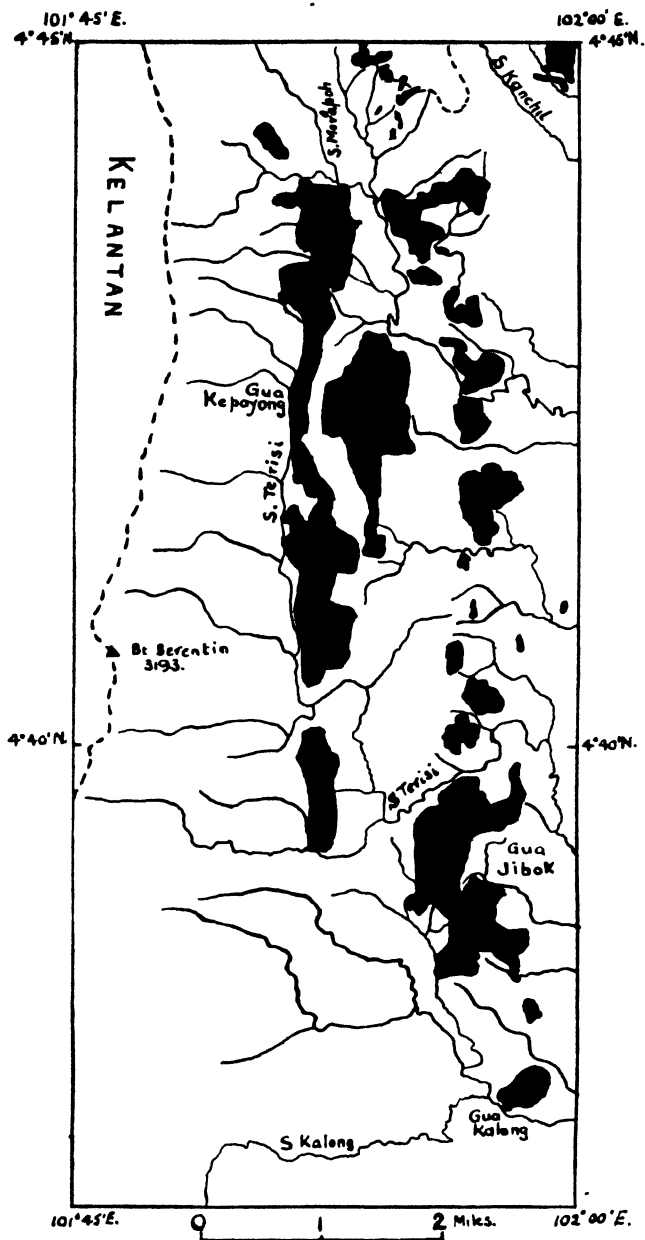 101° 45' E.
102° 00' E.
4° 45' N.
4° 45' N.
S. Kanchil
KELANTAN
Gua
Kepayong
S. Terisi
Bt Berentin
3193.
4° 40' N.
4° 40' N.
S Terisi
Gua
Jibok
Gua
Kalong
S Kalong
101° 45' E.
0 1 2 Miles.
102° 00' E.